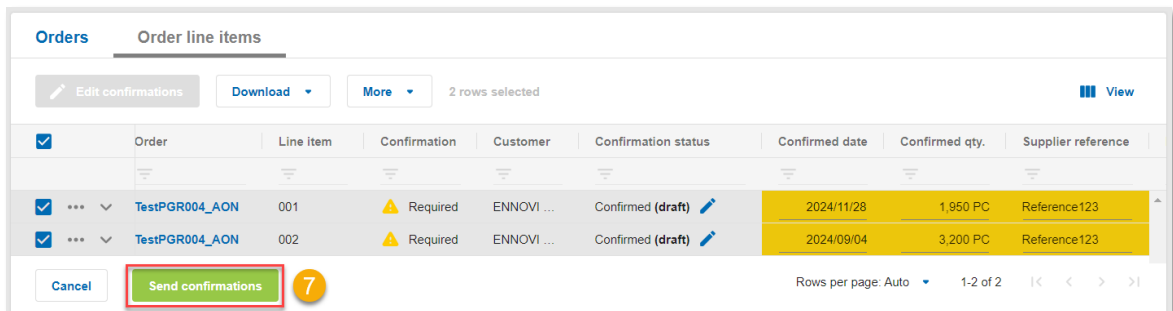 Orders Order line items
Edit confirmations Download More 2 rows selected View
Order Line item Confirmation Customer Confirmation status Confirmed date Confirmed qty. Supplier reference
TestPGR004_AON 001 Required ENNOVI ... Confirmed (draft) 2024/11/28 1,950 PC Reference123
TestPGR004_AON 002 Required ENNOVI ... Confirmed (draft) 2024/09/04 3,200 PC Reference123
Cancel Send confirmations 7 Rows per page: Auto 1-2 of 2